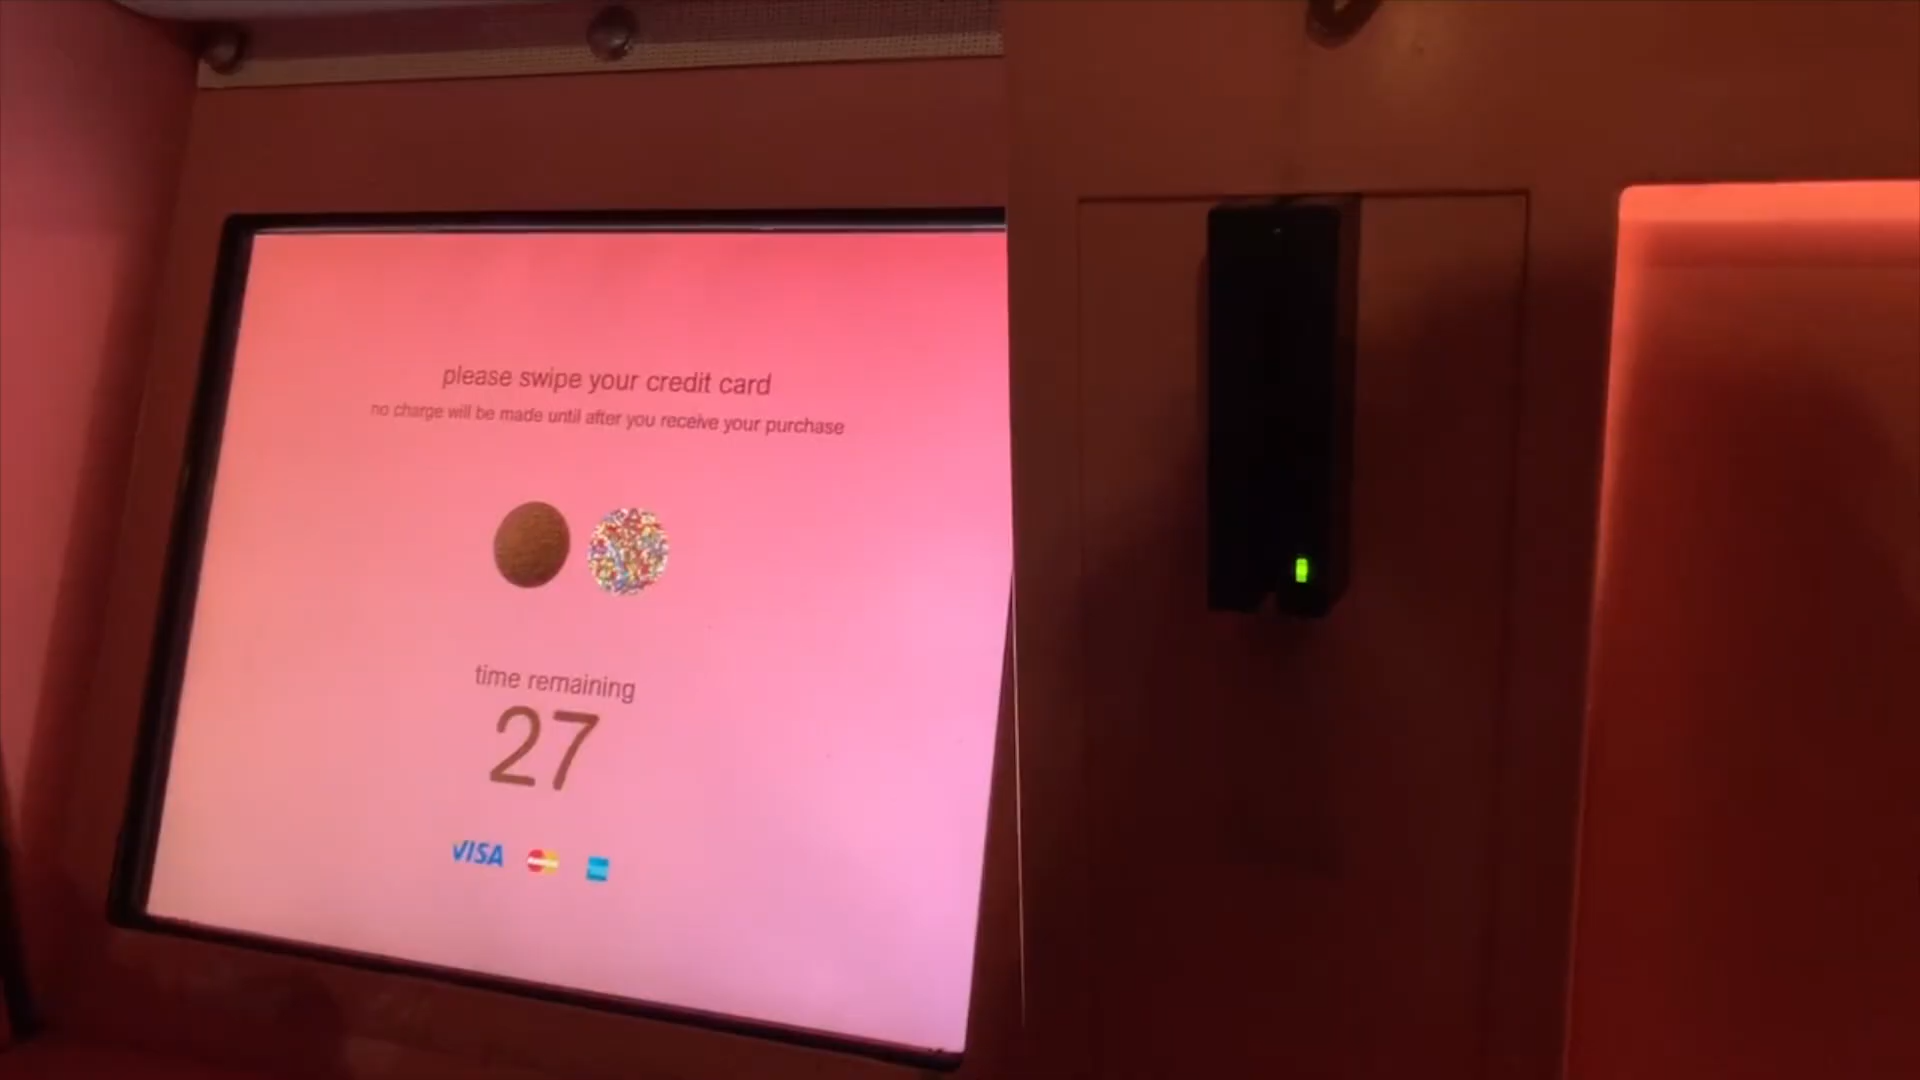 please swipe your credit card
no charge will be made until after you receive your purchase
time remaining
27
VISA